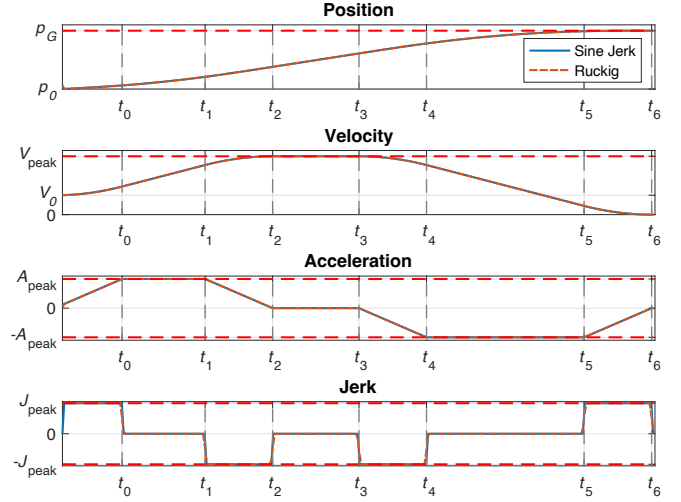 Position
p_G
p_0
Sine Jerk
Ruckig
t_0 t_1 t_2 t_3 t_4 t_5 t_6
Velocity
V_peak
V_0
0
t_0 t_1 t_2 t_3 t_4 t_5 t_6
Acceleration
A_peak
0
-A_peak
t_0 t_1 t_2 t_3 t_4 t_5 t_6
Jerk
J_peak
0
-J_peak
t_0 t_1 t_2 t_3 t_4 t_5 t_6